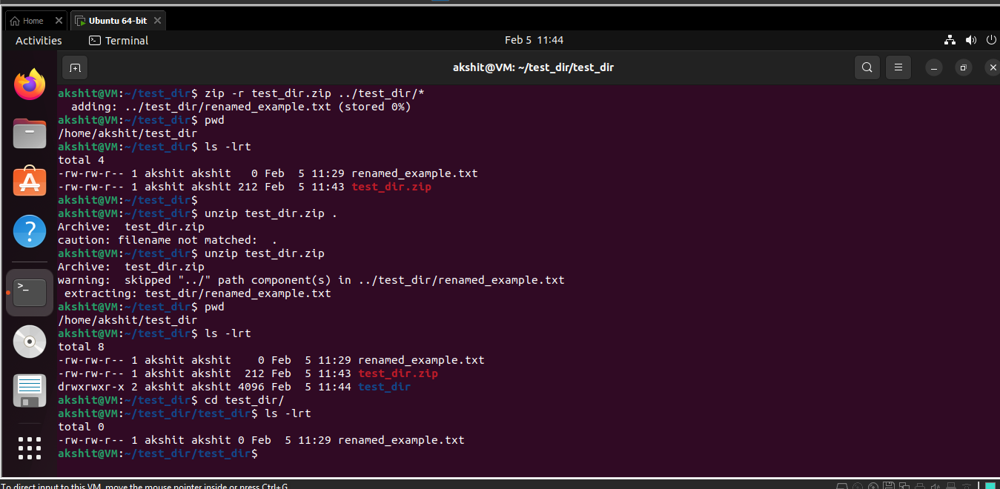 Home
Ubuntu 64-bit
Activities
Terminal
Feb 5 11:44
akshit@VM: ~/test_dir/test_dir
akshit@VM:~/test_dir$ zip -r test_dir.zip ../test_dir/*
  adding: ../test_dir/renamed_example.txt (stored 0%)
akshit@VM:~/test_dir$ pwd
/home/akshit/test_dir
akshit@VM:~/test_dir$ ls -lrt
total 4
-rw-rw-r-- 1 akshit akshit   0 Feb  5 11:29 renamed_example.txt
-rw-rw-r-- 1 akshit akshit 212 Feb  5 11:43 test_dir.zip
akshit@VM:~/test_dir$
akshit@VM:~/test_dir$ unzip test_dir.zip .
Archive:  test_dir.zip
caution: filename not matched:  .
akshit@VM:~/test_dir$ unzip test_dir.zip
Archive:  test_dir.zip
warning:  skipped "../" path component(s) in ../test_dir/renamed_example.txt
 extracting: test_dir/renamed_example.txt
akshit@VM:~/test_dir$ pwd
/home/akshit/test_dir
akshit@VM:~/test_dir$ ls -lrt
total 8
-rw-rw-r-- 1 akshit akshit    0 Feb  5 11:29 renamed_example.txt
-rw-rw-r-- 1 akshit akshit  212 Feb  5 11:43 test_dir.zip
drwxrwxr-x 2 akshit akshit 4096 Feb  5 11:44 test_dir
akshit@VM:~/test_dir$ cd test_dir/
akshit@VM:~/test_dir/test_dir$ ls -lrt
total 0
-rw-rw-r-- 1 akshit akshit 0 Feb  5 11:29 renamed_example.txt
akshit@VM:~/test_dir/test_dir$
To direct input to this VM, move the mouse pointer inside or press Ctrl+G.